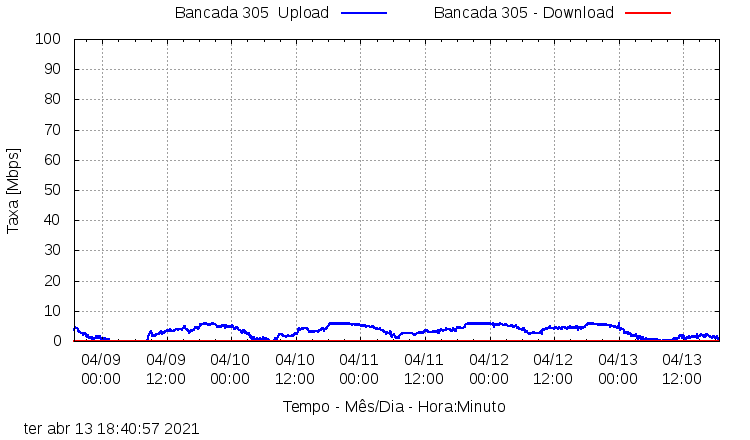 Bancada 305  Upload
Bancada 305 - Download
100
90
80
70
60
50
40
30
20
10
0
Taxa [Mbps]
04/09 04/09 04/10 04/10 04/11 04/11 04/12 04/12 04/13 04/13
00:00 12:00 00:00 12:00 00:00 12:00 00:00 12:00 00:00 12:00
Tempo - Mês/Dia - Hora:Minuto
ter abr 13 18:40:57 2021